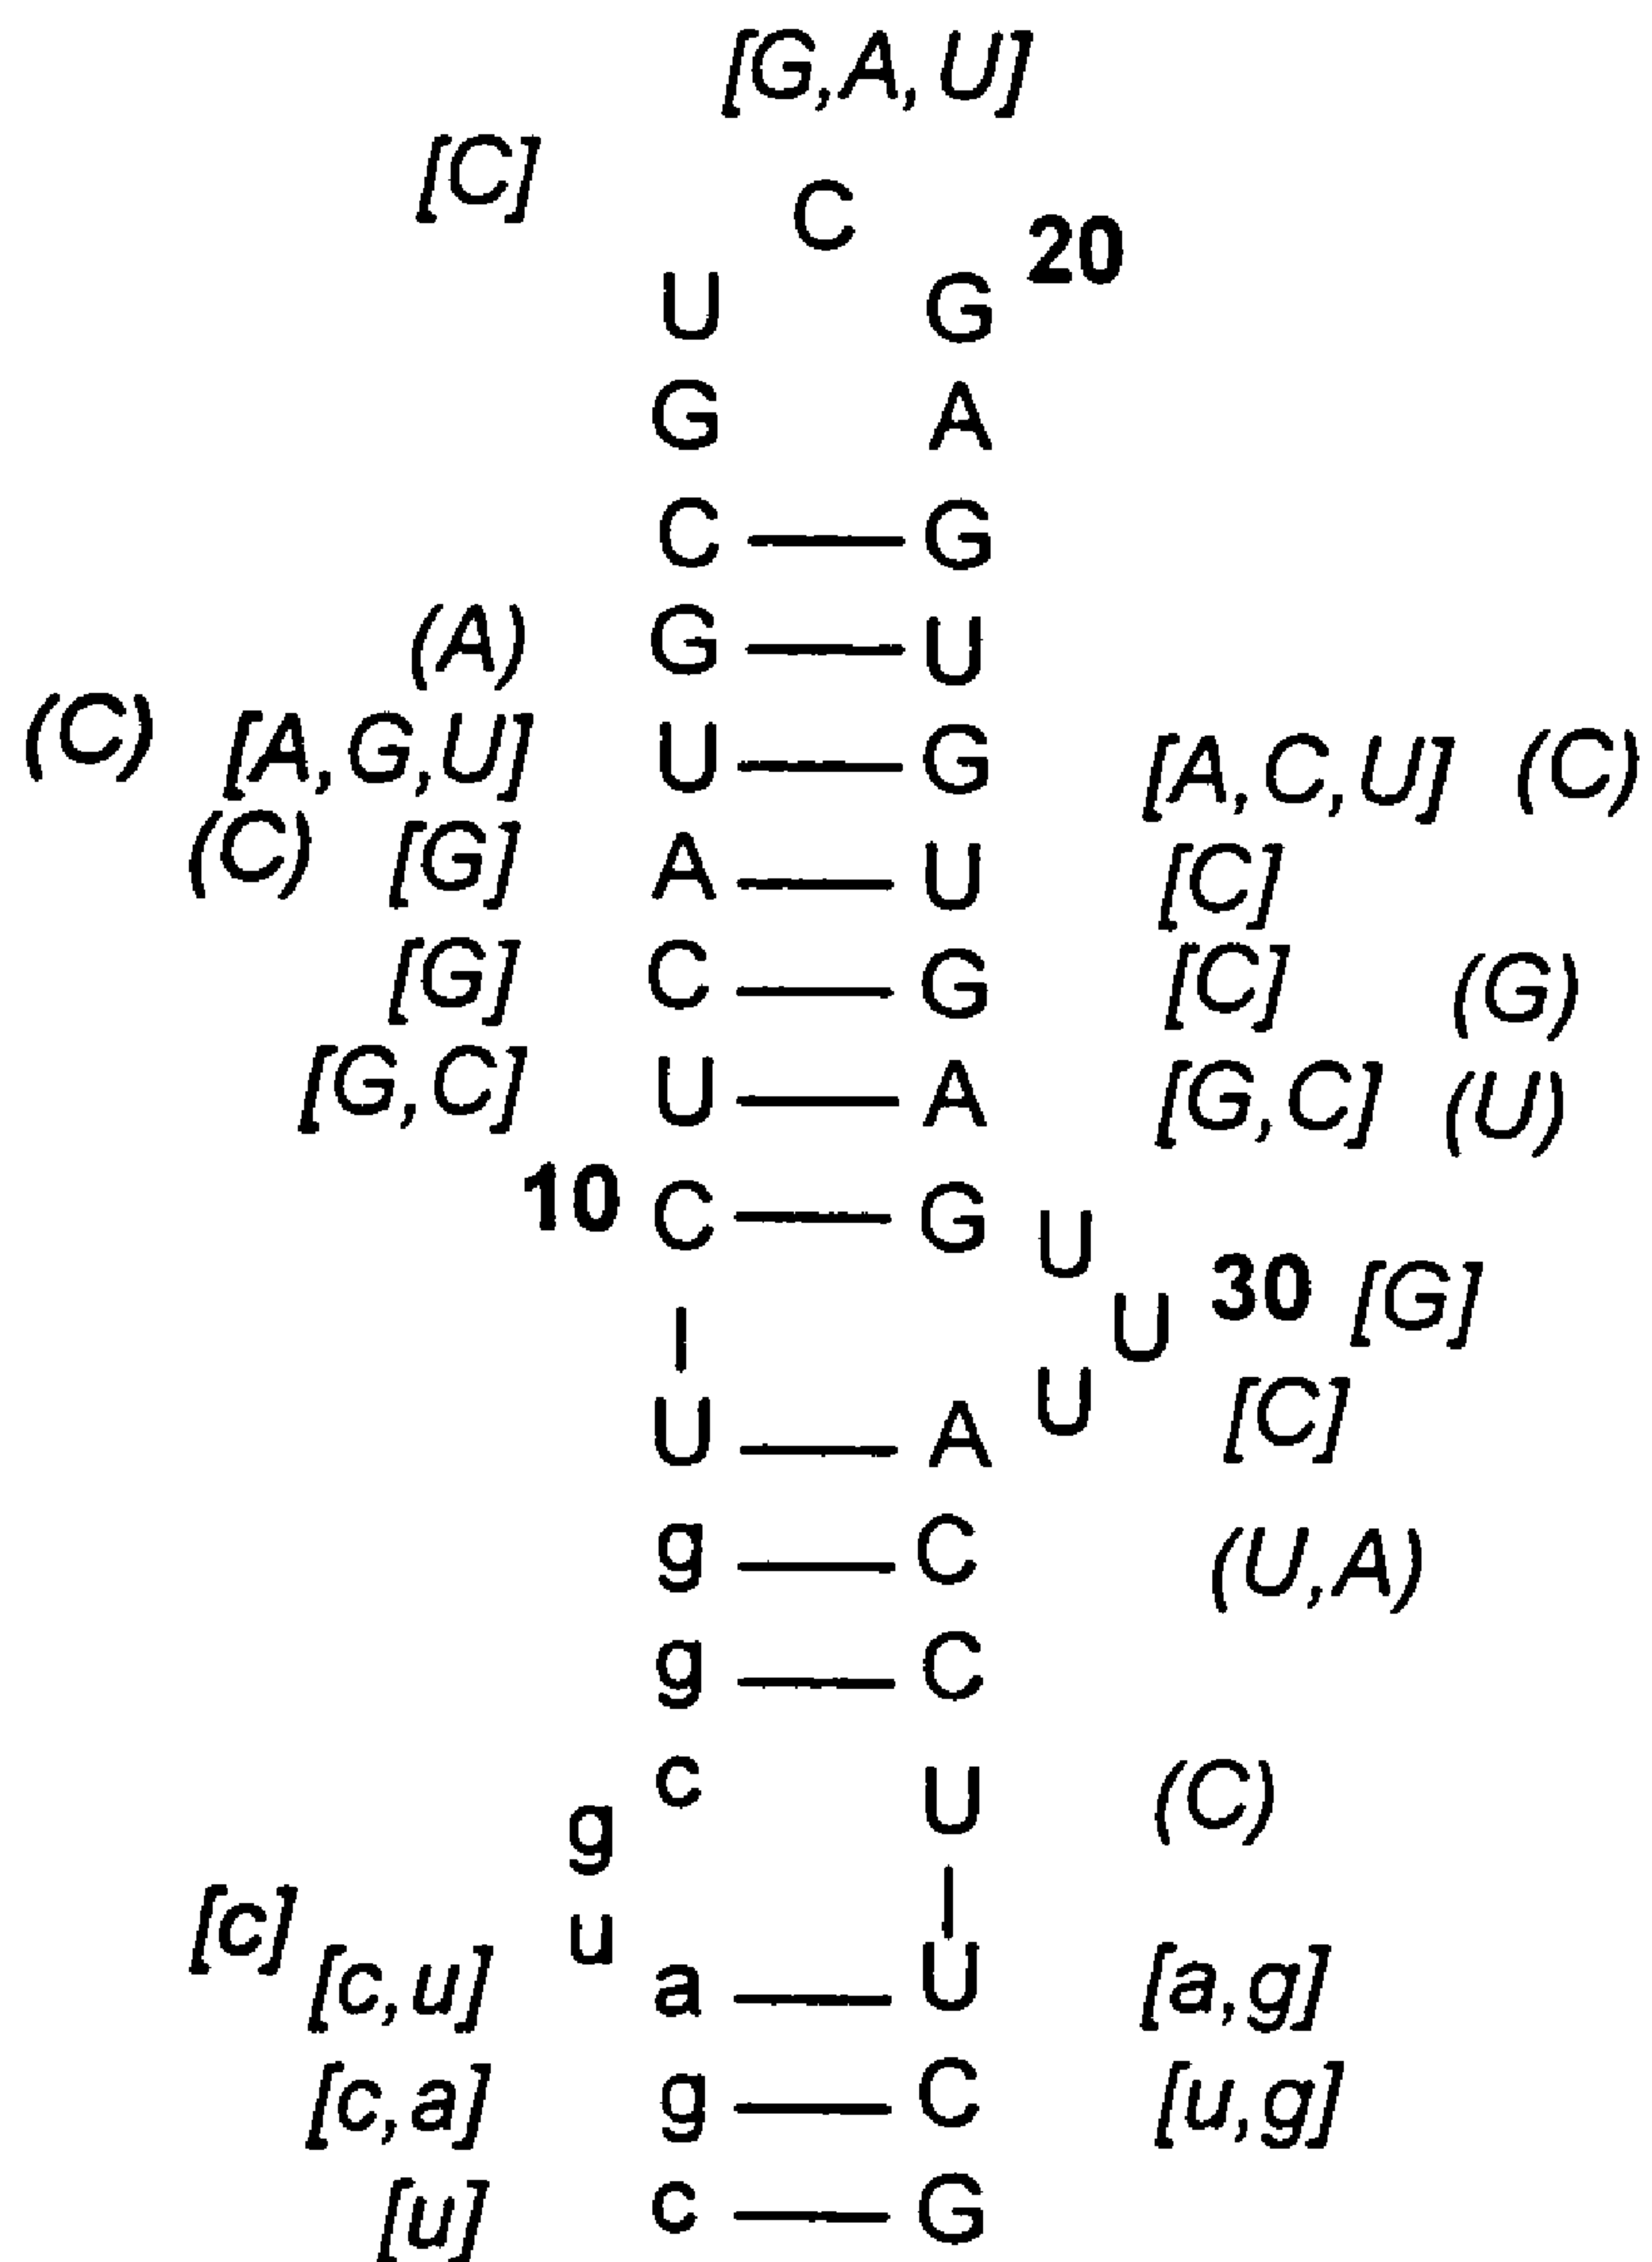 [G,A,U]
[C] C 20
U G
G A
C — G
(A) G — U
(C) [A,G,U] U — G [A,C,U] (C)
(C) [G] A — U [C]
[G] C — G [C] (G)
[G,C] U — A [G,C] (U)
10 C — G U
U 30 [G]
U [C]
U — A
g — C (U,A)
g — C
c U (C)
g
[c] u
[c,u] a — U [a,g]
[c,a] g — C [u,g]
[u] c — G